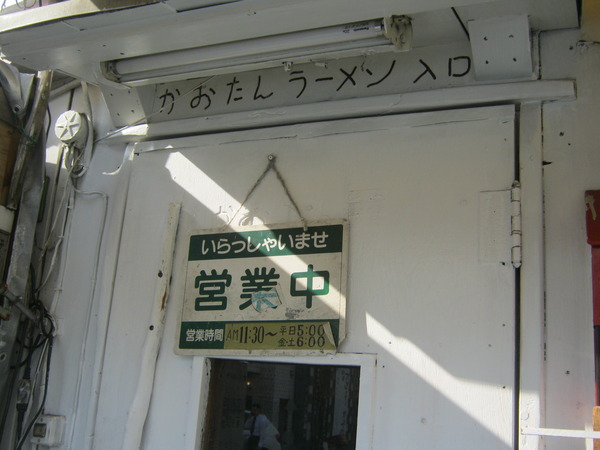 かおたんラーメン入口
いらっしゃいませ
営業中
営業時間 AM11:30〜 平日5:00
金・土6:00